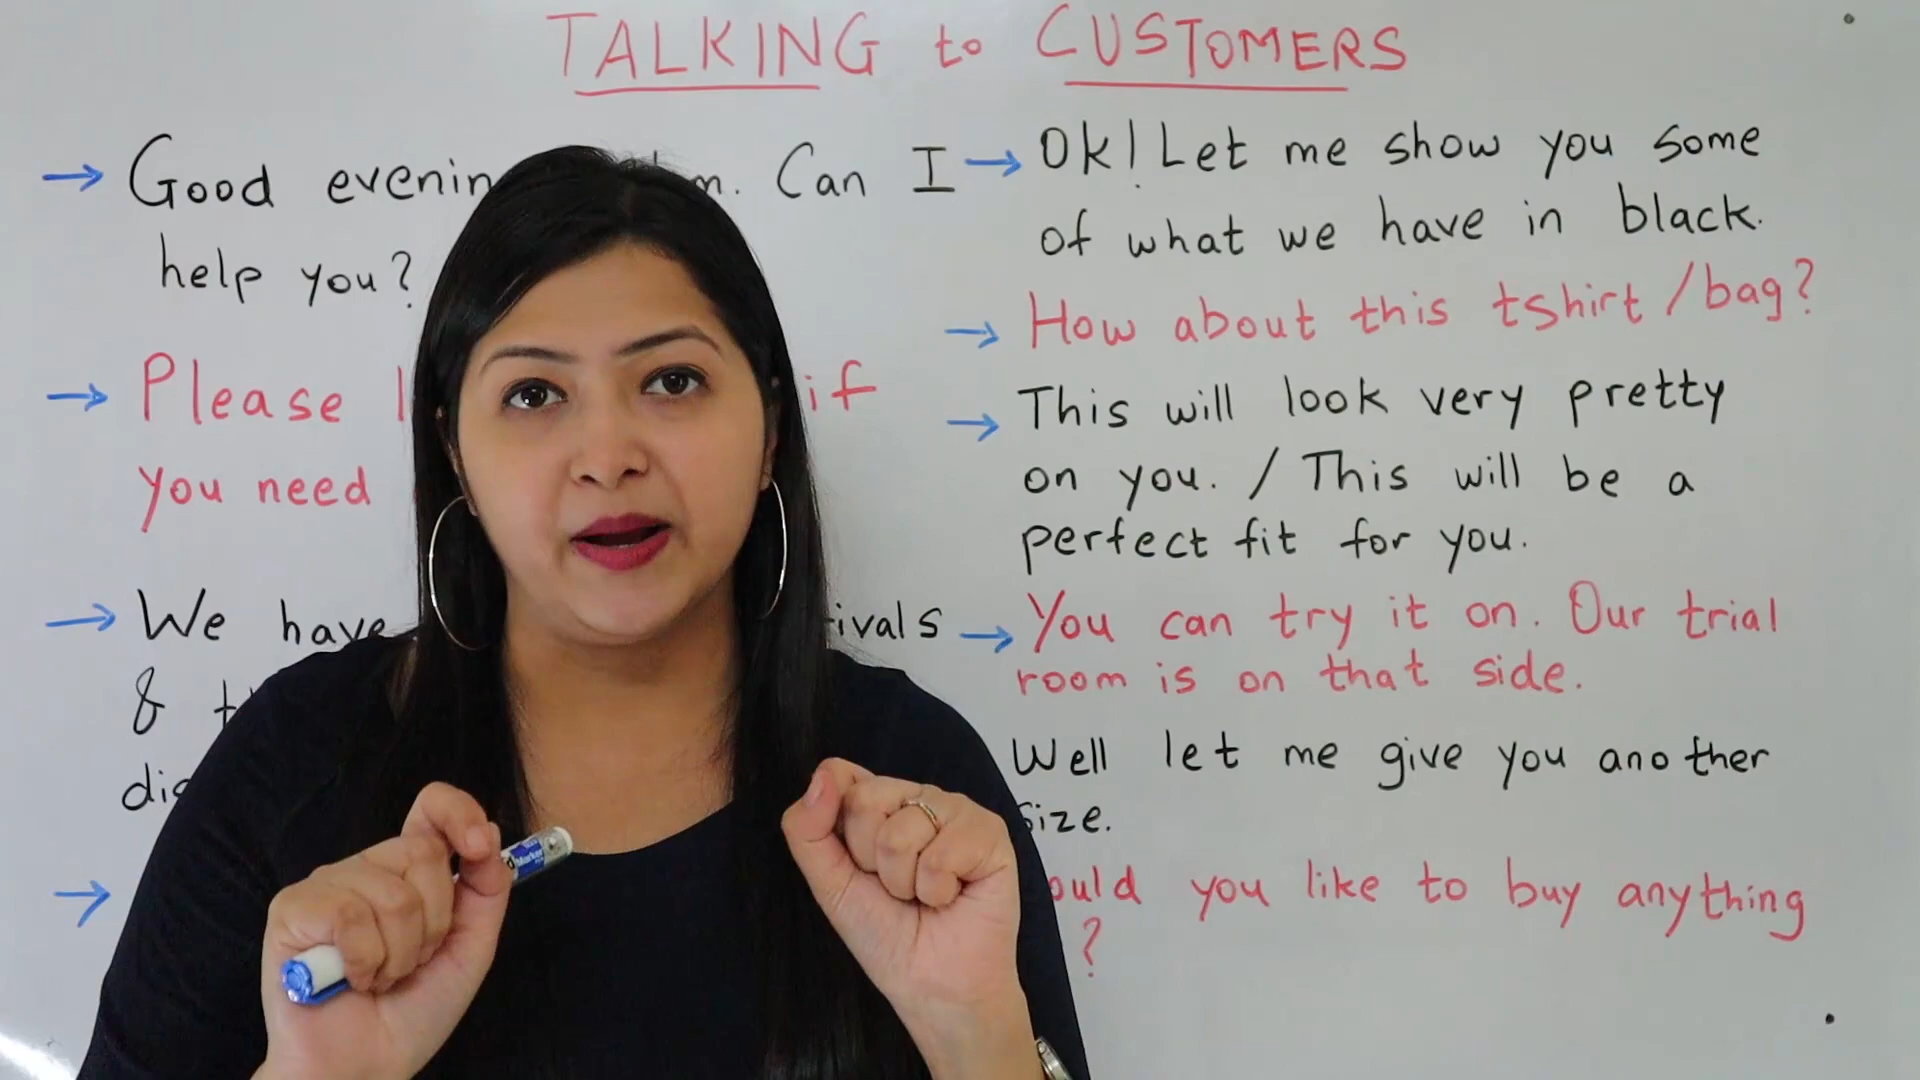 TALKING to CUSTOMERS
→ Good m. Can I
help you?
→ Please if
you need
→ We have
&
→
→ Ok! Let me show you some
of what we have in black.
→ How about this tshirt / bag?
→ This will look very pretty
on you. / This will be a
perfect fit for you.
→ You can try it on. Our trial
room is on that side.
Well let me give you another
size.
you like to buy anything
?
Marker